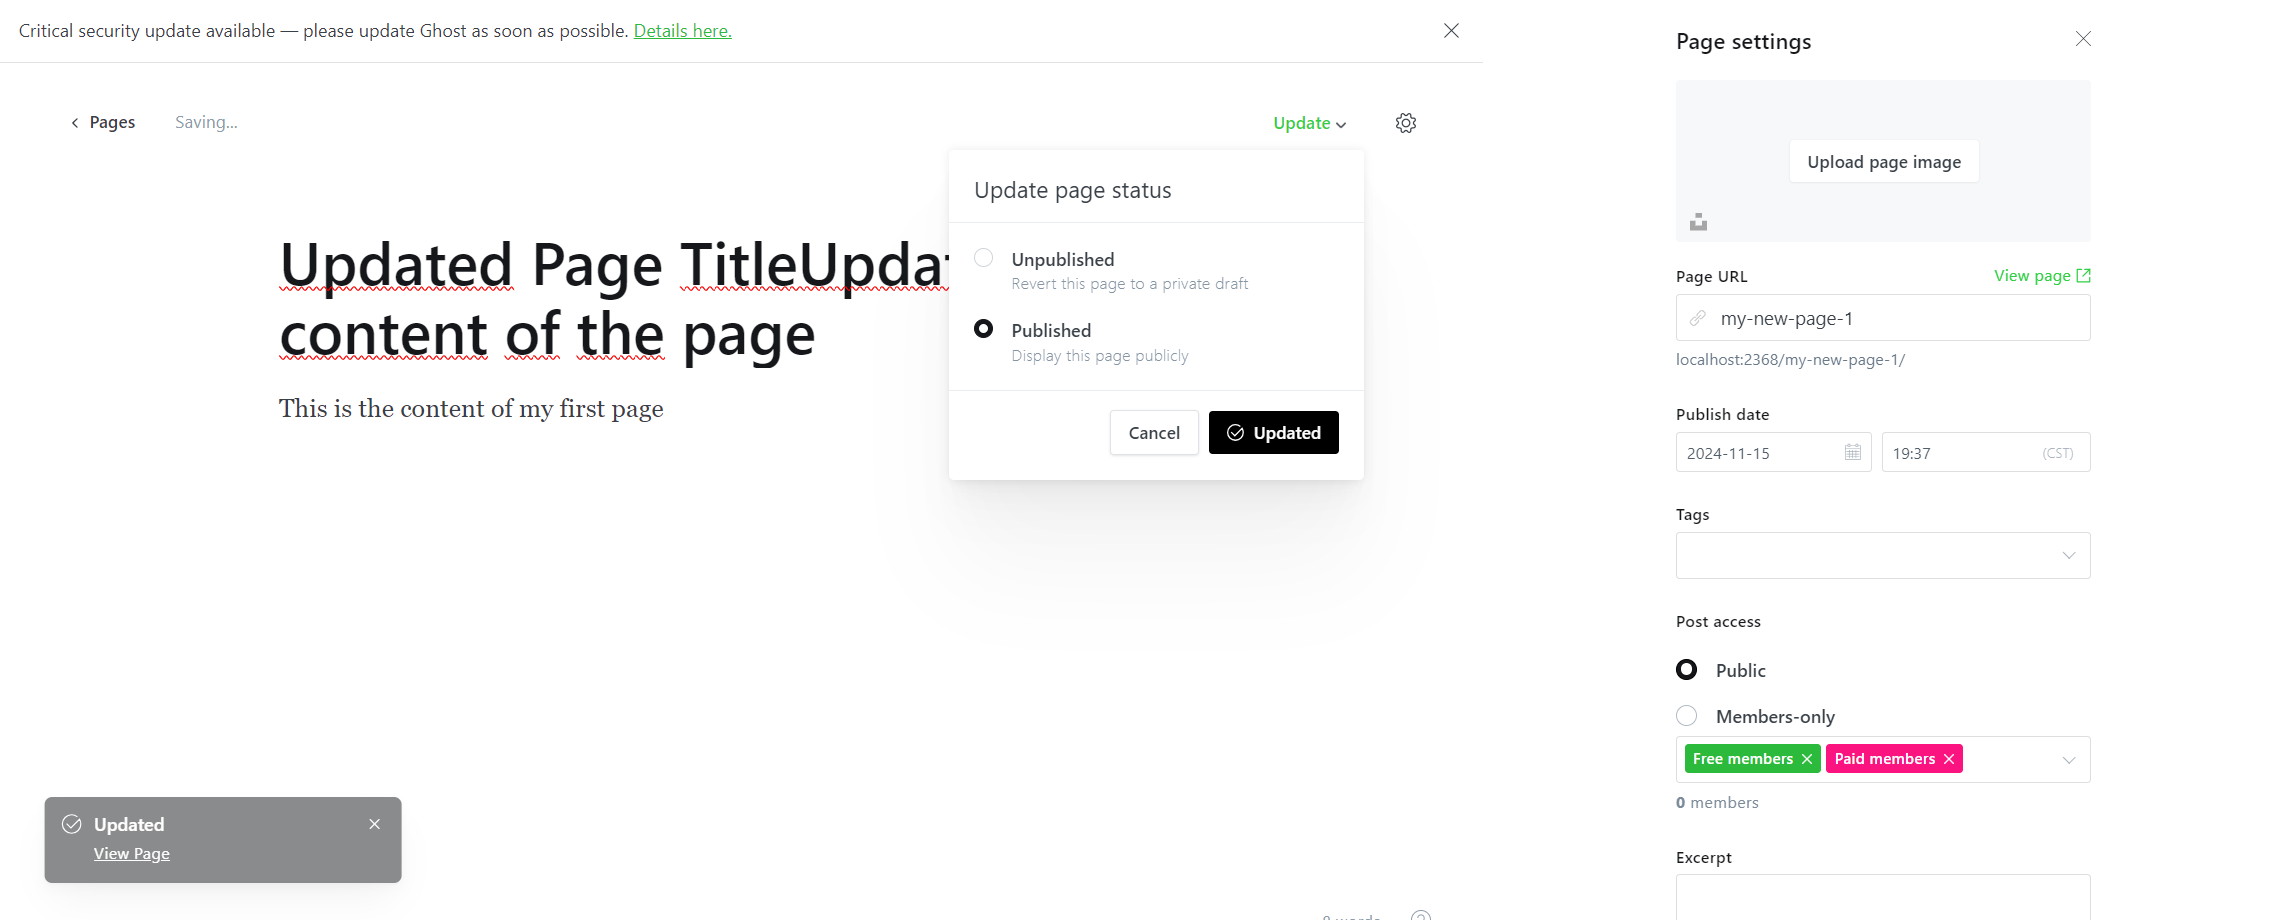 Critical security update available — please update Ghost as soon as possible. Details here.
Pages
Saving...
Update
Updated Page TitleUpda
content of the page
This is the content of my first page
Update page status
Unpublished
Revert this page to a private draft
Published
Display this page publicly
Cancel
Updated
Updated
View Page
Page settings
Upload page image
Page URL
View page
my-new-page-1
localhost:2368/my-new-page-1/
Publish date
2024-11-15
19:37
(CST)
Tags
Post access
Public
Members-only
Free members
Paid members
0 members
Excerpt